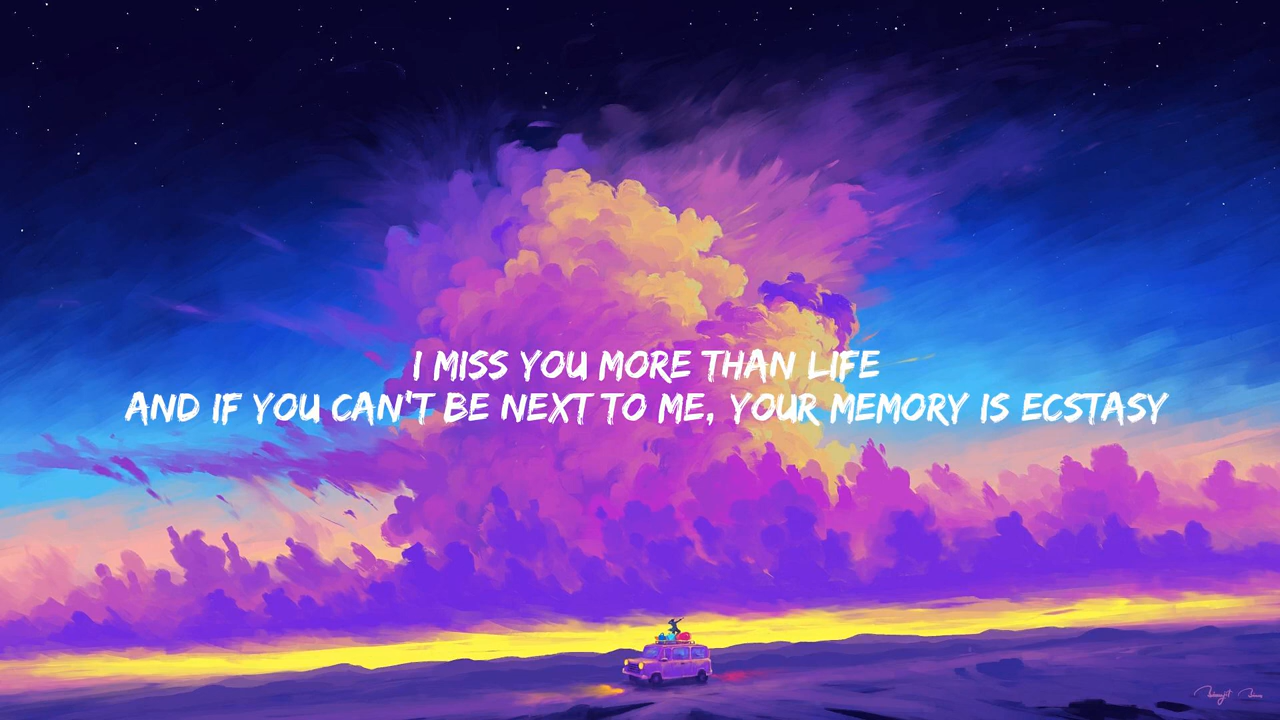 I MISS YOU MORE THAN LIFE
AND IF YOU CAN'T BE NEXT TO ME, YOUR MEMORY IS ECSTASY